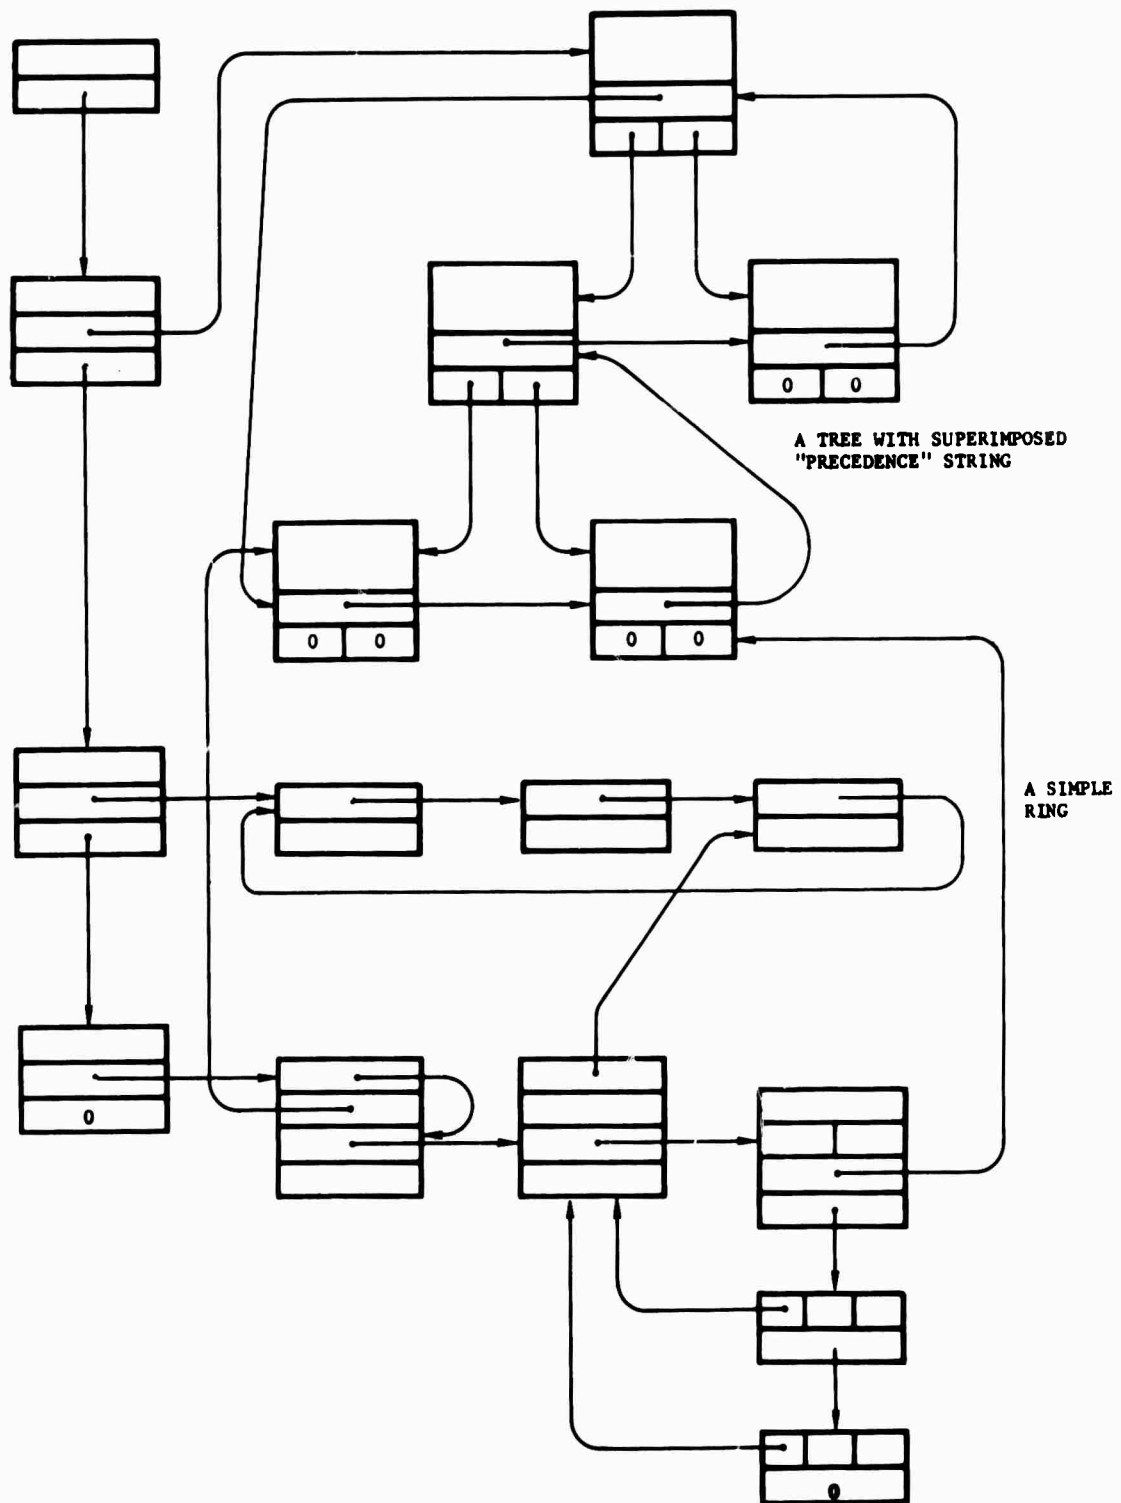 0 0
A TREE WITH SUPERIMPOSED
"PRECEDENCE" STRING
0 0
0 0
A SIMPLE
RING
0
0